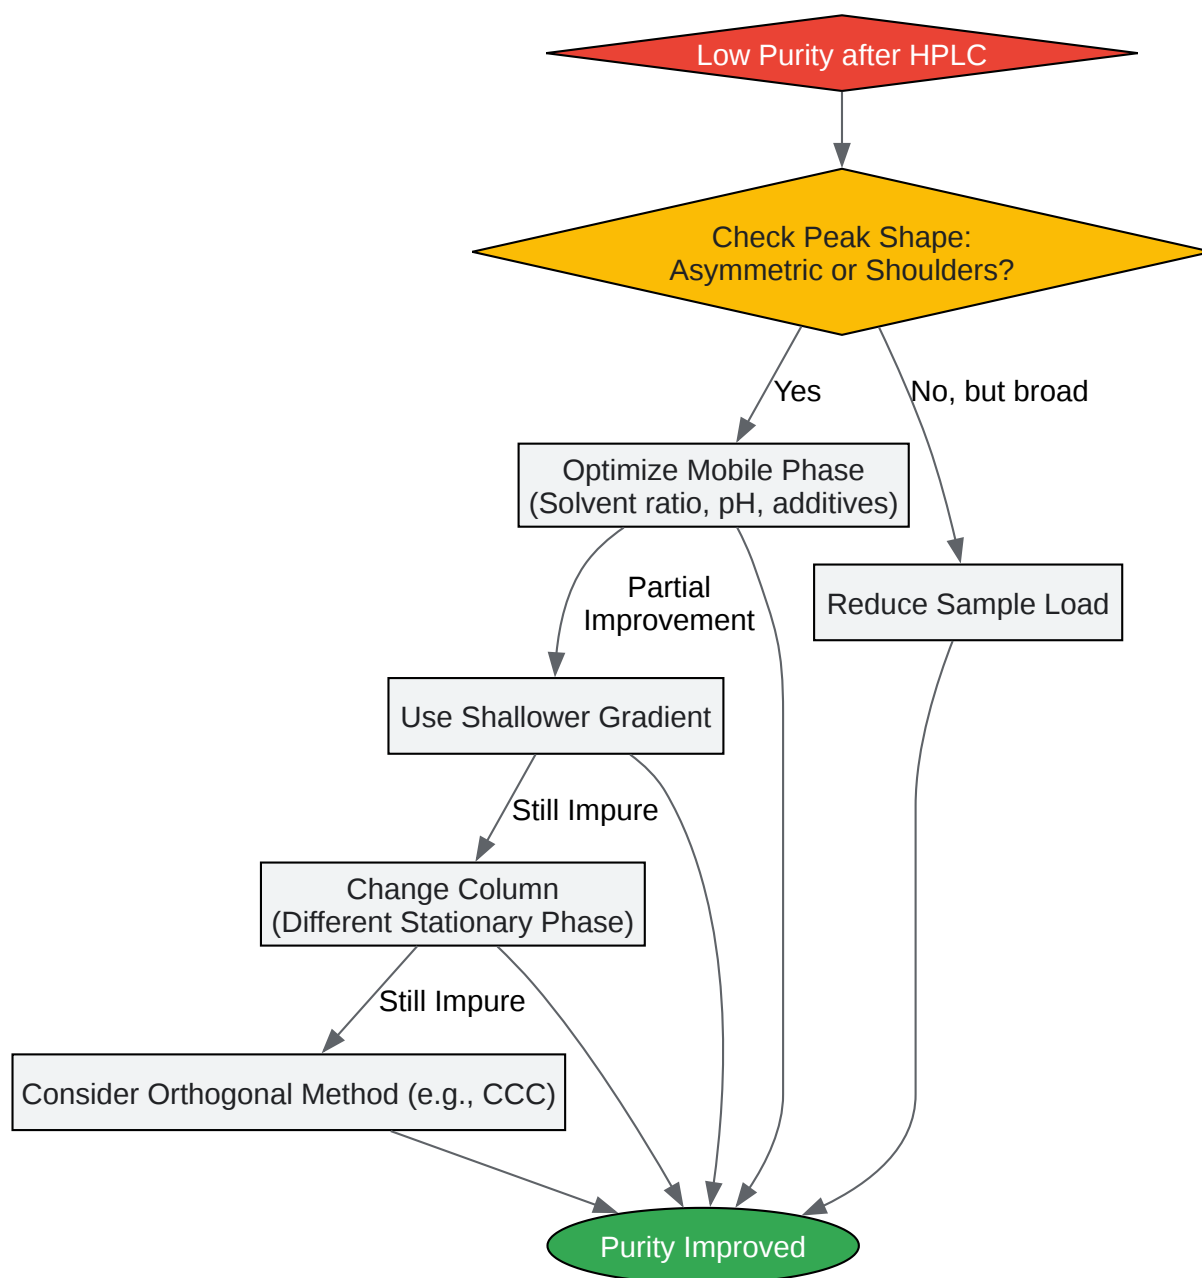 Low Purity after HPLC
Check Peak Shape:
Asymmetric or Shoulders?
Yes
No, but broad
Optimize Mobile Phase
(Solvent ratio, pH, additives)
Partial
Improvement
Reduce Sample Load
Use Shallower Gradient
Still Impure
Change Column
(Different Stationary Phase)
Still Impure
Consider Orthogonal Method (e.g., CCC)
Purity Improved